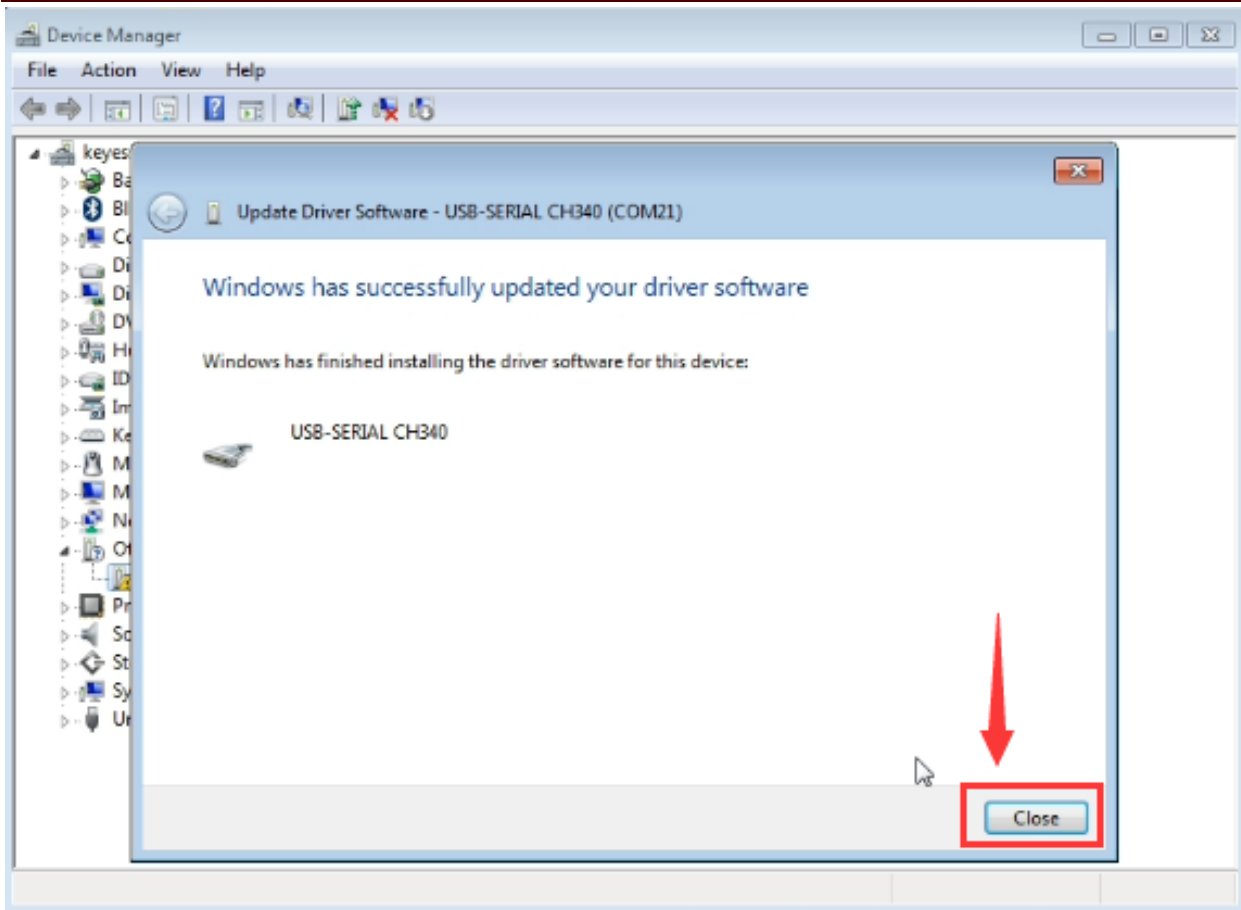 Device Manager
File Action View Help
keyes
Update Driver Software - USB-SERIAL CH340 (COM21)
Windows has successfully updated your driver software
Windows has finished installing the driver software for this device:
USB-SERIAL CH340
Close